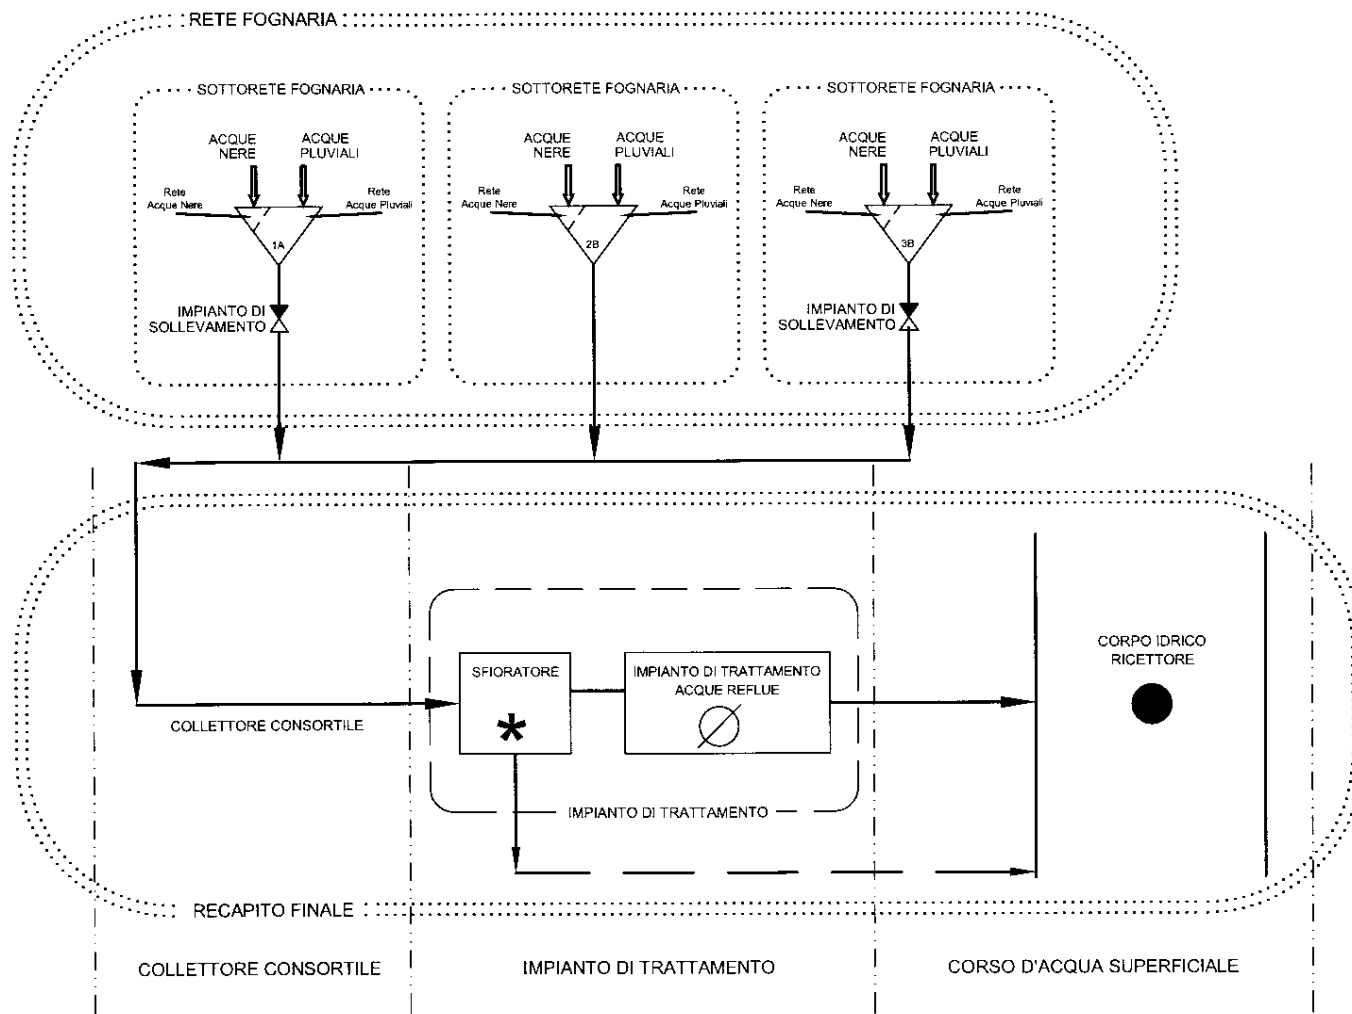 RETE FOGNARIA
SOTTORETE FOGNARIA
ACQUE
NERE
ACQUE
PLUVIALI
Rete
Acque Nere
Rete
Acque Pluviali
1A
IMPIANTO DI
SOLLEVAMENTO
SOTTORETE FOGNARIA
ACQUE
NERE
ACQUE
PLUVIALI
Rete
Acque Nere
Rete
Acque Pluviali
2B
SOTTORETE FOGNARIA
ACQUE
NERE
ACQUE
PLUVIALI
Rete
Acque Nere
Rete
Acque Pluviali
3B
IMPIANTO DI
SOLLEVAMENTO
COLLETTORE CONSORTILE
SFIORATORE
*
IMPIANTO DI TRATTAMENTO
ACQUE REFLUE
IMPIANTO DI TRATTAMENTO
CORPO IDRICO
RICETTORE
RECAPITO FINALE
COLLETTORE CONSORTILE
IMPIANTO DI TRATTAMENTO
CORSO D'ACQUA SUPERFICIALE